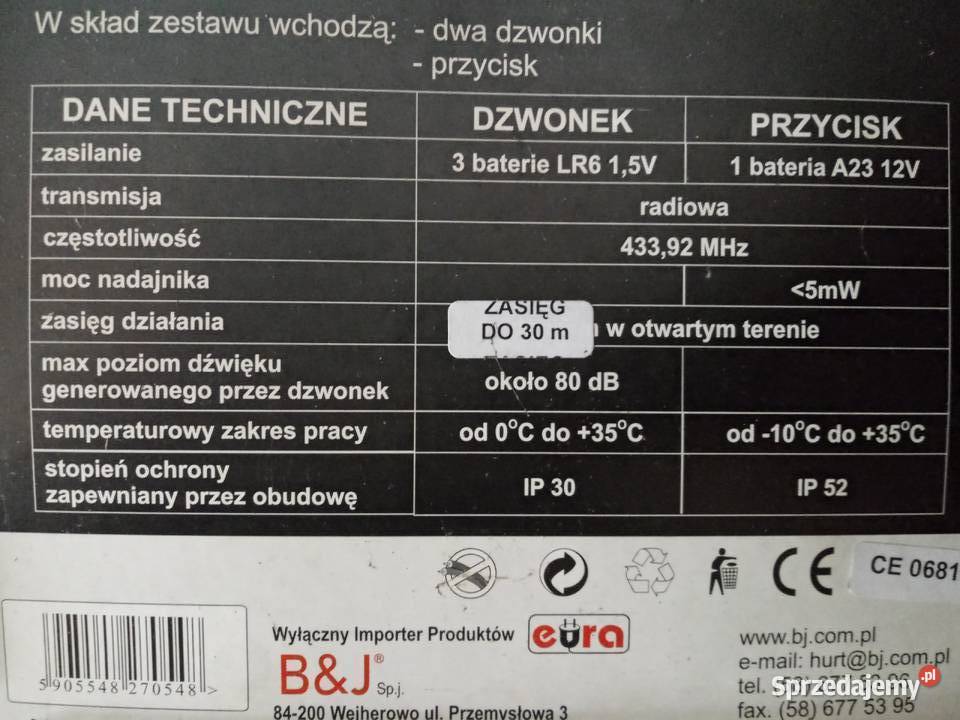 W skład zestawu wchodzą: - dwa dzwonki
- przycisk
DANE TECHNICZNE DZWONEK PRZYCISK
zasilanie 3 baterie LR6 1,5V 1 bateria A23 12V
transmisja radiowa
częstotliwość 433,92 MHz
moc nadajnika <5mW
zasięg działania w otwartym terenie
ZASIĘG
DO 30 m
max poziom dźwięku
generowanego przez dzwonek około 80 dB
temperaturowy zakres pracy od 0°C do +35°C od -10°C do +35°C
stopień ochrony
zapewniany przez obudowę IP 30 IP 52
CE CE 0681
5905548 270548 >
Wyłączny Importer Produktów eura
B&J® Sp.j.
84-200 Wejherowo ul. Przemysłowa 3
www.bj.com.pl
e-mail: hurt@bj.com.pl
tel.
fax. (58) 677 53 95
Sprzedajemy.pl